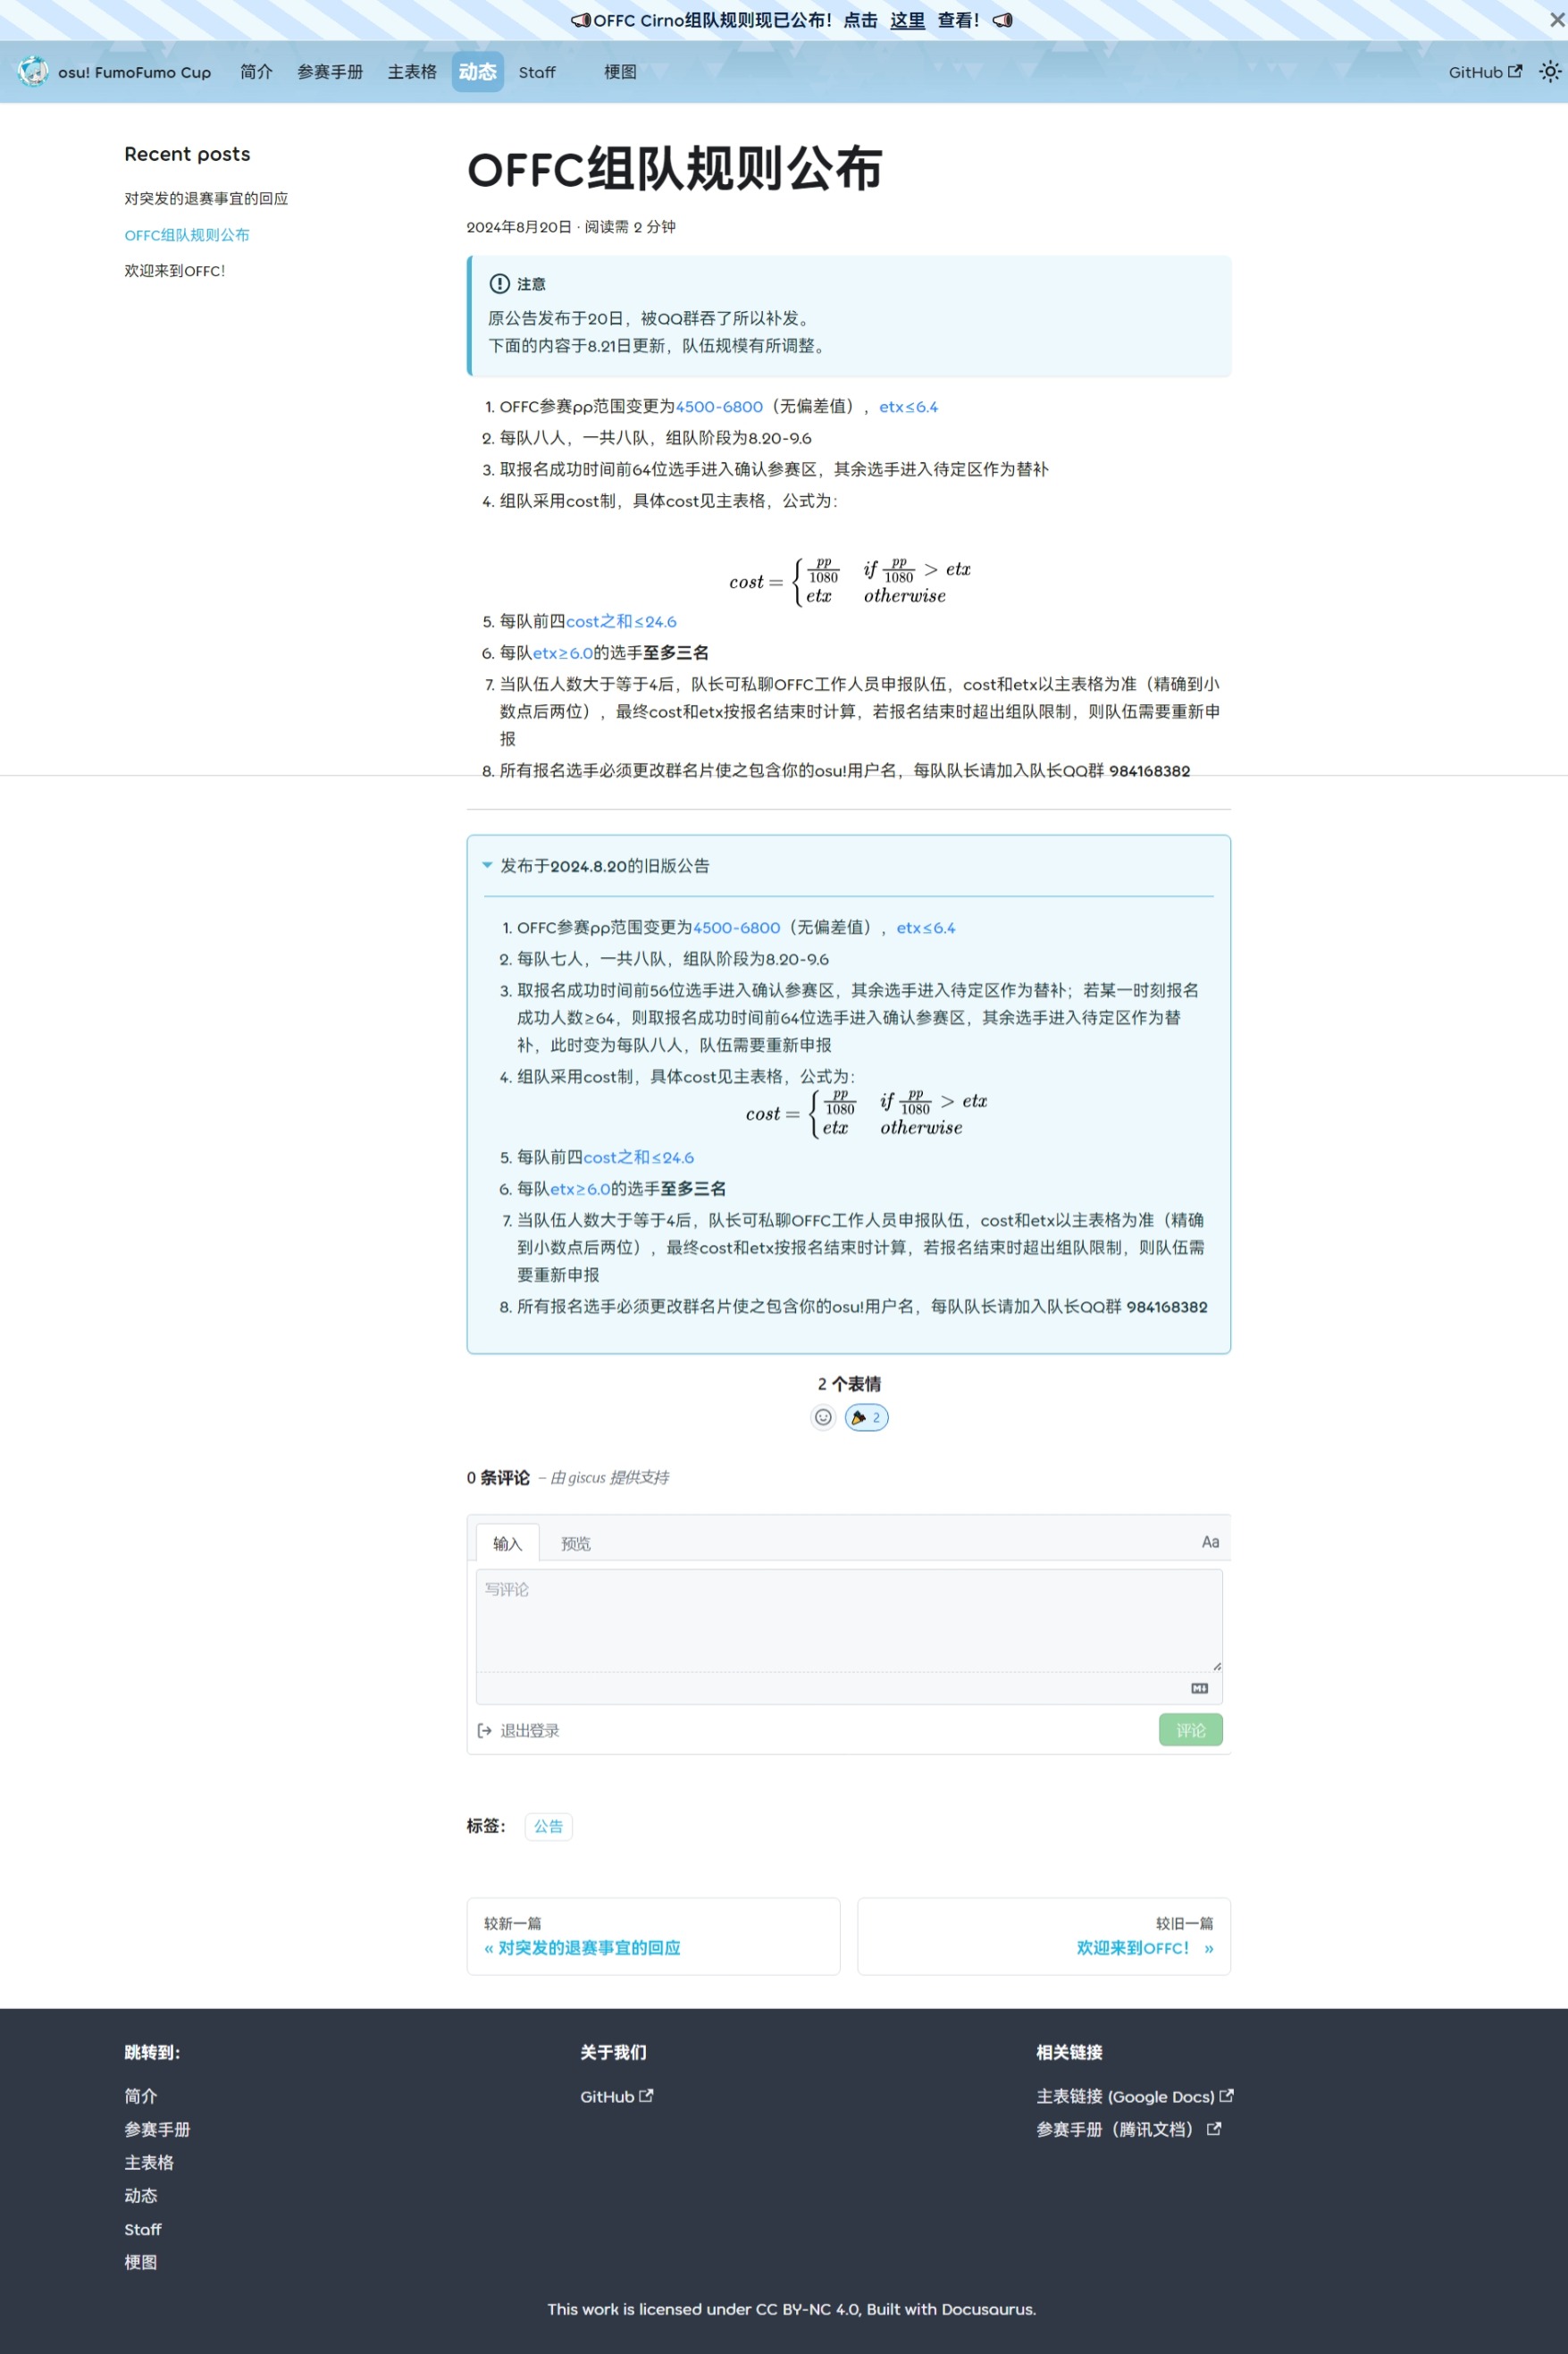 📢OFFC Cirno组队规则现已公布！点击 这里 查看！📢
osu! FumoFumo Cup 简介 参赛手册 主表格 动态 Staff 梗图 GitHub
Recent posts
对突发的退赛事宜的回应
OFFC组队规则公布
欢迎来到OFFC！
OFFC组队规则公布
2024年8月20日 · 阅读需 2 分钟
注意
原公告发布于20日，被QQ群吞了所以补发。
下面的内容于8.21日更新，队伍规模有所调整。
1. OFFC参赛pp范围变更为4500-6800（无偏差值），etx≤6.4
2. 每队八人，一共八队，组队阶段为8.20-9.6
3. 取报名成功时间前64位选手进入确认参赛区，其余选手进入待定区作为替补
4. 组队采用cost制，具体cost见主表格，公式为：
cost = { pp/1080 if pp/1080 > etx
etx otherwise
5. 每队前四cost之和≤24.6
6. 每队etx≥6.0的选手至多三名
7. 当队伍人数大于等于4后，队长可私聊OFFC工作人员申报队伍，cost和etx以主表格为准（精确到小
数点后两位），最终cost和etx按报名结束时计算，若报名结束时超出组队限制，则队伍需要重新申
报
8. 所有报名选手必须更改群名片使之包含你的osu!用户名，每队队长请加入队长QQ群 984168382
发布于2024.8.20的旧版公告
1. OFFC参赛pp范围变更为4500-6800（无偏差值），etx≤6.4
2. 每队七人，一共八队，组队阶段为8.20-9.6
3. 取报名成功时间前56位选手进入确认参赛区，其余选手进入待定区作为替补；若某一时刻报名
成功人数≥64，则取报名成功时间前64位选手进入确认参赛区，其余选手进入待定区作为替
补，此时变为每队八人，队伍需要重新申报
4. 组队采用cost制，具体cost见主表格，公式为：
cost = { pp/1080 if pp/1080 > etx
etx otherwise
5. 每队前四cost之和≤24.6
6. 每队etx≥6.0的选手至多三名
7. 当队伍人数大于等于4后，队长可私聊OFFC工作人员申报队伍，cost和etx以主表格为准（精确
到小数点后两位），最终cost和etx按报名结束时计算，若报名结束时超出组队限制，则队伍需
要重新申报
8. 所有报名选手必须更改群名片使之包含你的osu!用户名，每队队长请加入队长QQ群 984168382
2 个表情
🎉 2
0 条评论 – 由 giscus 提供支持
输入 预览 Aa
写评论
M↓
退出登录 评论
标签： 公告
较新一篇
« 对突发的退赛事宜的回应
较旧一篇
欢迎来到OFFC！ »
跳转到:
简介
参赛手册
主表格
动态
Staff
梗图
关于我们
GitHub
相关链接
主表链接 (Google Docs)
参赛手册（腾讯文档）
This work is licensed under CC BY-NC 4.0, Built with Docusaurus.